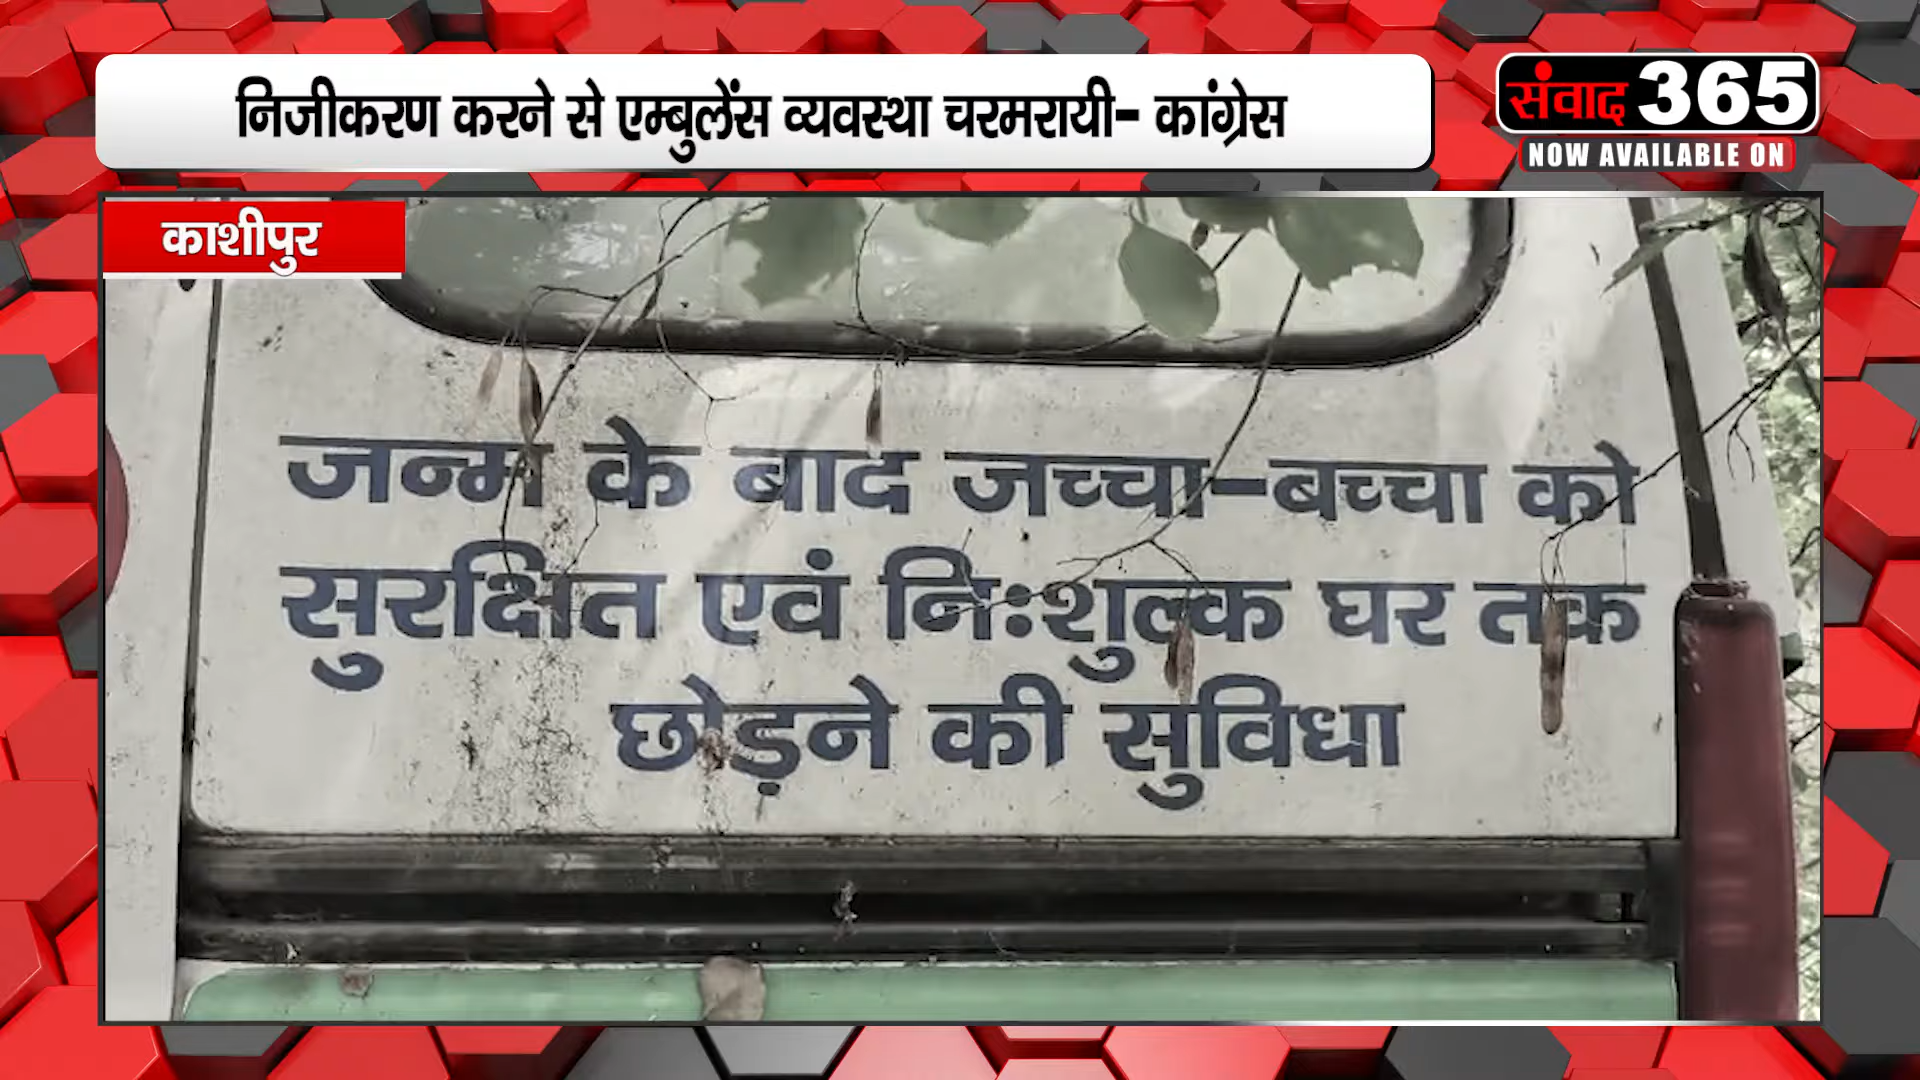 निजीकरण करने से एम्बुलेंस व्यवस्था चरमरायी- कांग्रेस
संवाद 365
NOW AVAILABLE ON
काशीपुर
जन्म के बाद जच्चा-बच्चा को
सुरक्षित एवं निःशुल्क घर तक
छोड़ने की सुविधा